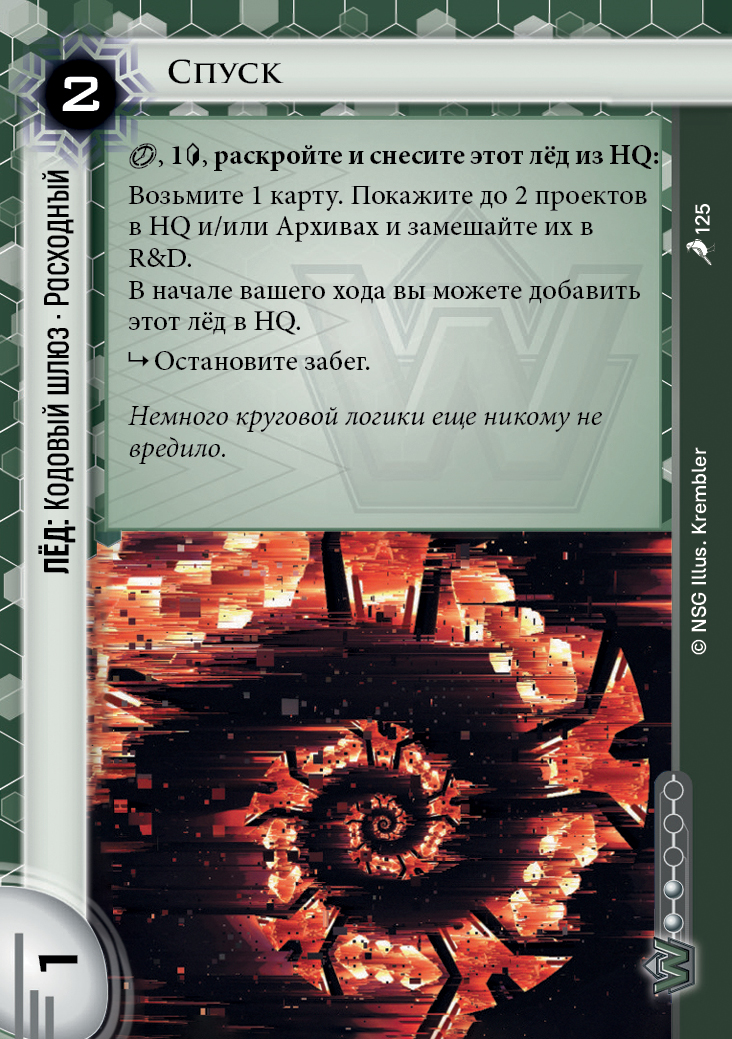 2
Спуск
, 1, раскройте и снесите этот лёд из HQ:
Возьмите 1 карту. Покажите до 2 проектов
в HQ и/или Архивах и замешайте их в
R&D.
В начале вашего хода вы можете добавить
этот лёд в HQ.
↳ Остановите забег.
Немного круговой логики еще никому не
вредило.
ЛЁД: Кодовый шлюз · Расходный
1
125
© NSG Illus. Krembler